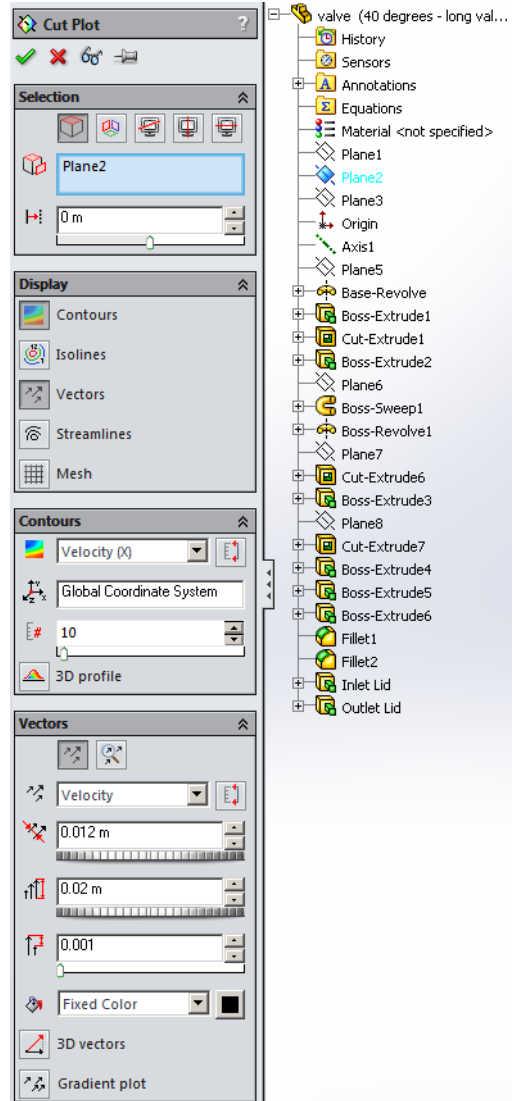 Cut Plot
?
Selection
Plane2
0 m
Display
Contours
Isolines
Vectors
Streamlines
Mesh
Contours
Velocity (X)
Global Coordinate System
10
3D profile
Vectors
Velocity
0.012 m
0.02 m
0.001
Fixed Color
3D vectors
Gradient plot
valve (40 degrees - long val...
History
Sensors
Annotations
Equations
Material <not specified>
Plane1
Plane2
Plane3
Origin
Axis1
Plane5
Base-Revolve
Boss-Extrude1
Cut-Extrude1
Boss-Extrude2
Plane6
Boss-Sweep1
Boss-Revolve1
Plane7
Cut-Extrude6
Boss-Extrude3
Plane8
Cut-Extrude7
Boss-Extrude4
Boss-Extrude5
Boss-Extrude6
Fillet1
Fillet2
Inlet Lid
Outlet Lid